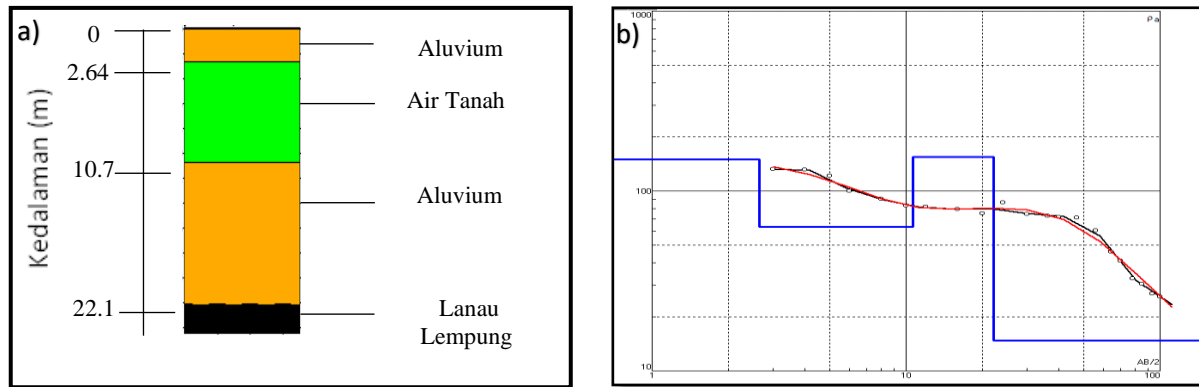 a)
0
Aluvium
2.64
Air Tanah
10.7
Aluvium
22.1
Lanau
Lempung
Kedalaman (m)
b)
1000
Pa
100
10
AB/2
1
10
100